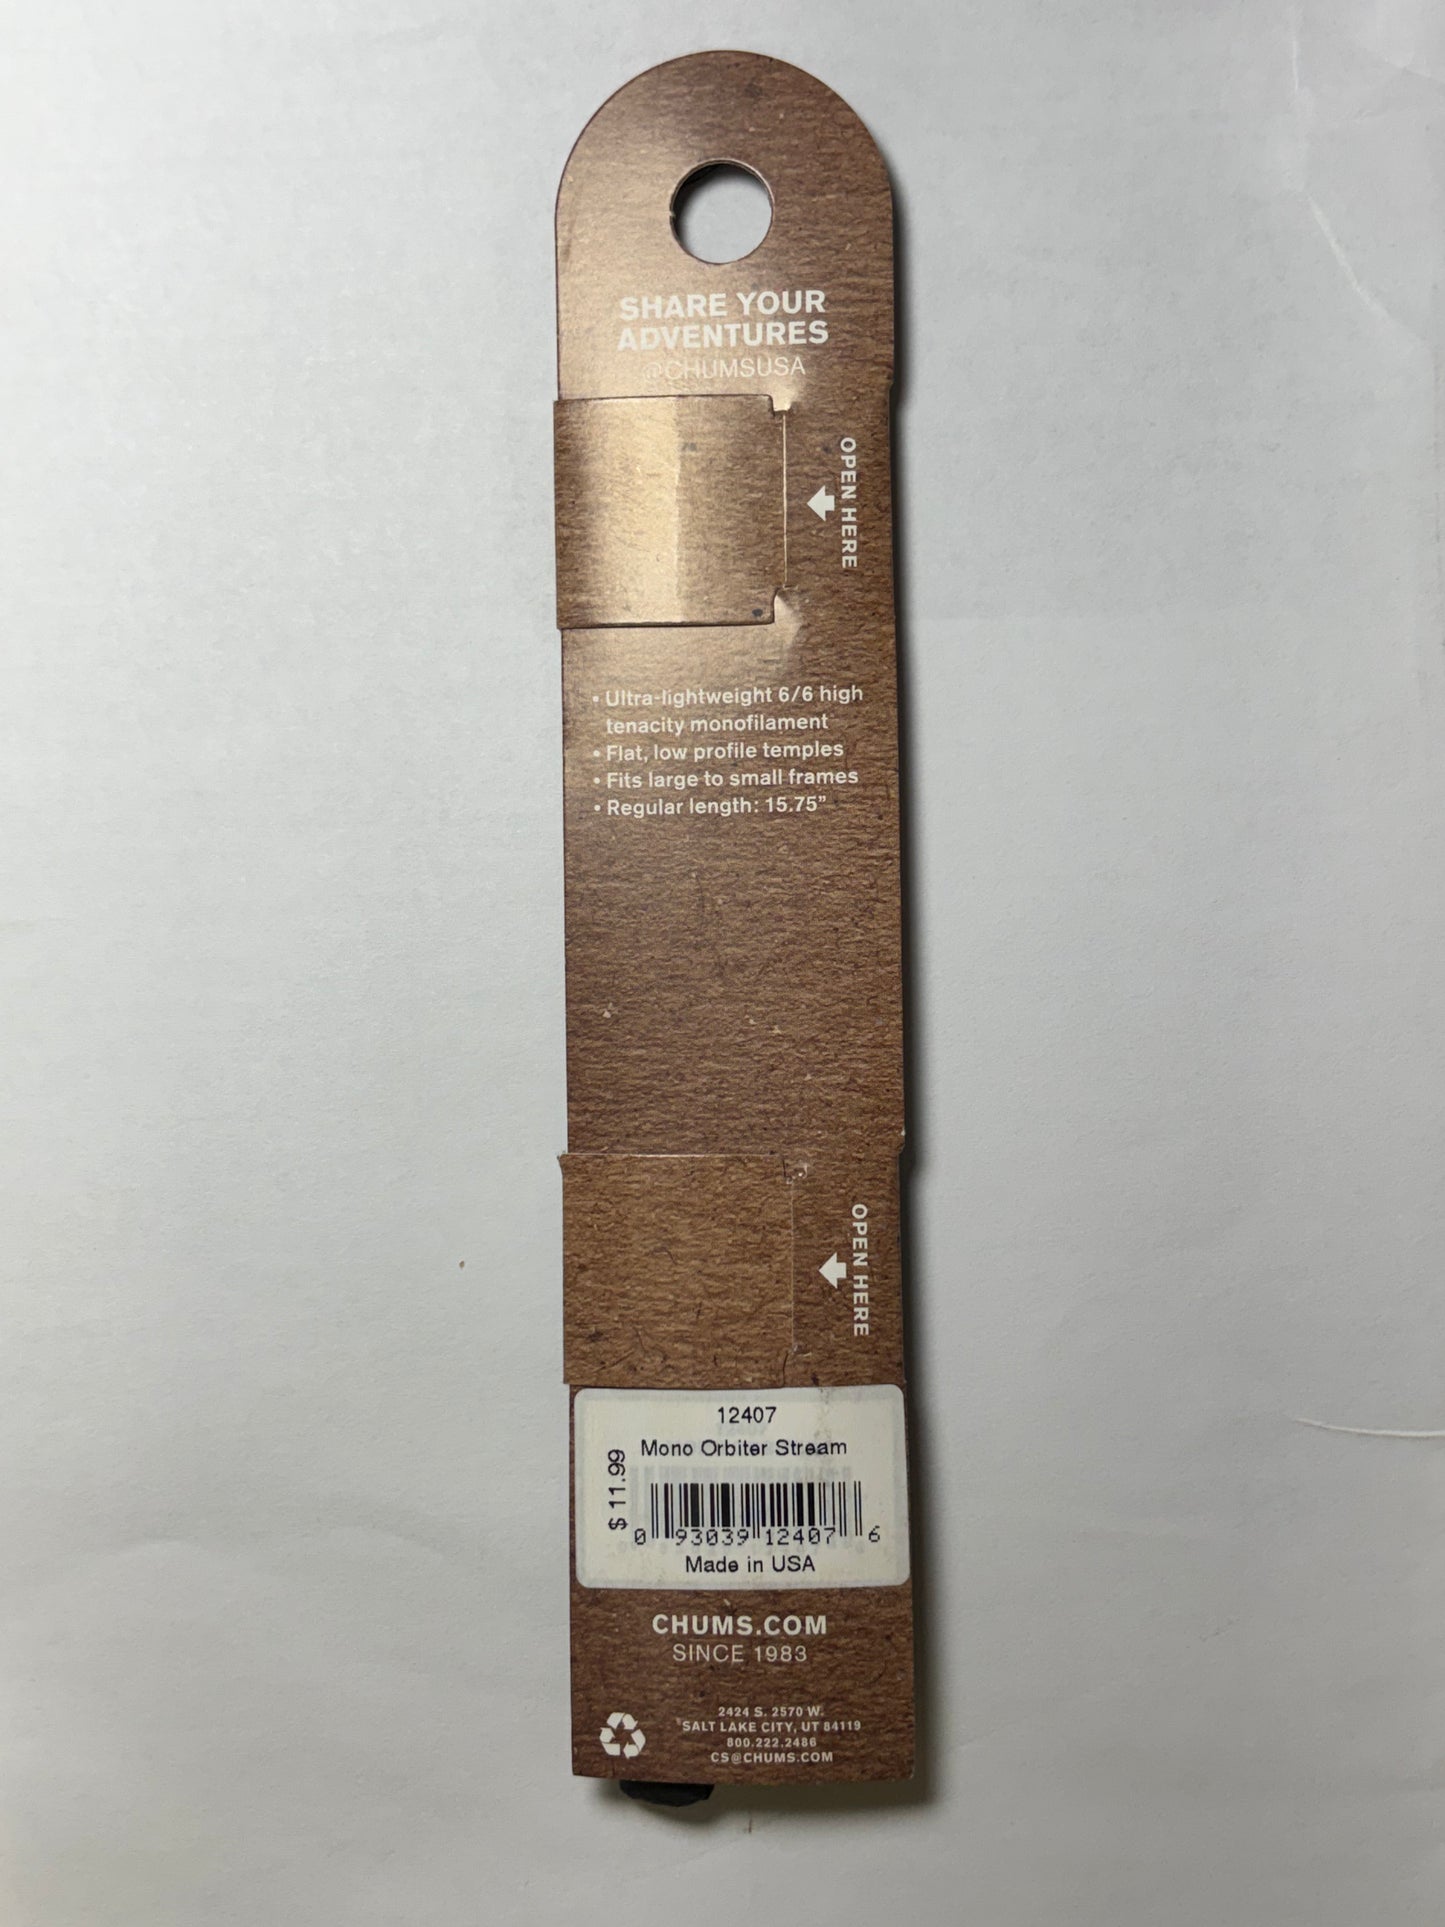 SHARE YOUR
ADVENTURES
@CHUMSUSA
OPEN HERE
• Ultra-lightweight 6/6 high
tenacity monofilament
• Flat, low profile temples
• Fits large to small frames
• Regular length: 15.75”
OPEN HERE
12407
Mono Orbiter Stream
$ 11.99
0 93039 12407 6
Made in USA
CHUMS.COM
SINCE 1983
2424 S. 2570 W.
SALT LAKE CITY, UT 84119
800.222.2486
CS@CHUMS.COM